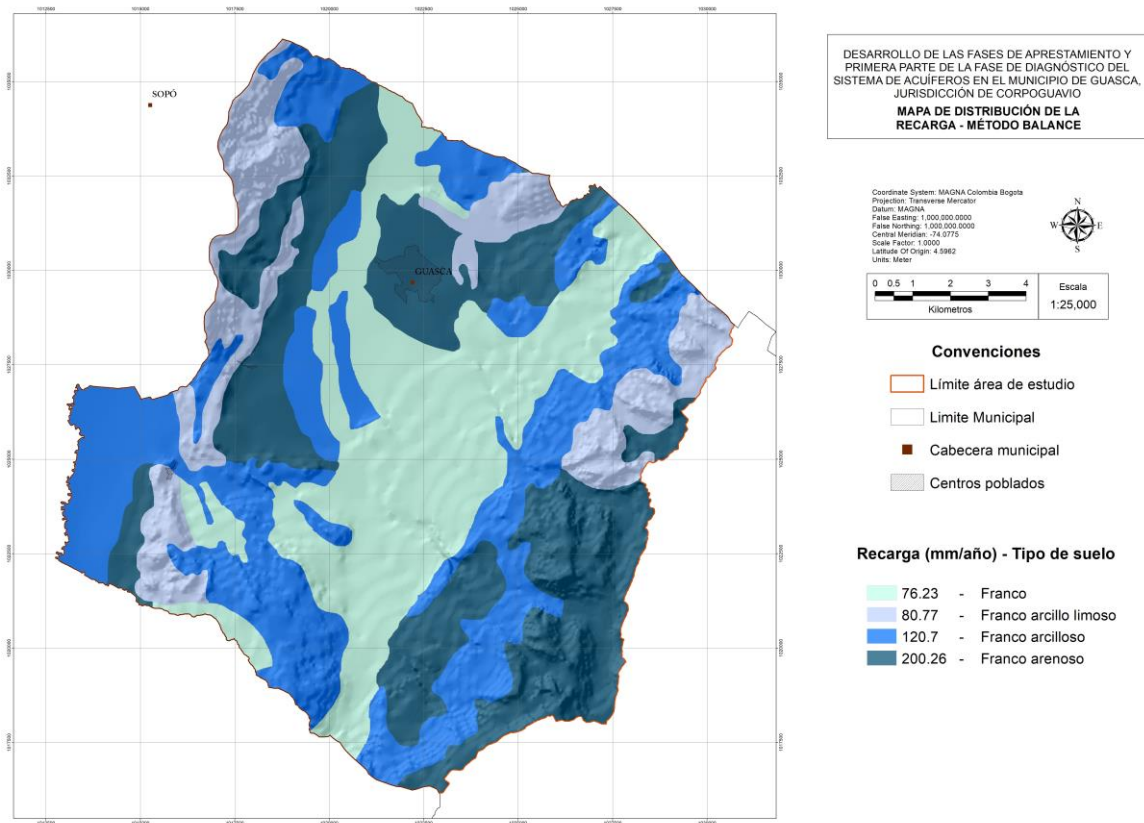 SOPÓ
GUASCA
DESARROLLO DE LAS FASES DE APRESTAMIENTO Y
PRIMERA PARTE DE LA FASE DE DIAGNÓSTICO DEL
SISTEMA DE ACUÍFEROS EN EL MUNICIPIO DE GUASCA,
JURISDICCIÓN DE CORPOGUAVIO
MAPA DE DISTRIBUCIÓN DE LA
RECARGA - MÉTODO BALANCE
Coordinate System: MAGNA Colombia Bogota
Projection: Transverse Mercator
Datum: MAGNA
False Easting: 1,000,000.0000
False Northing: 1,000,000.0000
Central Meridian: -74.0775
Scale Factor: 1.0000
Latitude Of Origin: 4.5962
Units: Meter
N
W E
S
0 0.5 1 2 3 4
Kilometros
Escala
1:25,000
Convenciones
Límite área de estudio
Limite Municipal
Cabecera municipal
Centros poblados
Recarga (mm/año) - Tipo de suelo
76.23 - Franco
80.77 - Franco arcillo limoso
120.7 - Franco arcilloso
200.26 - Franco arenoso